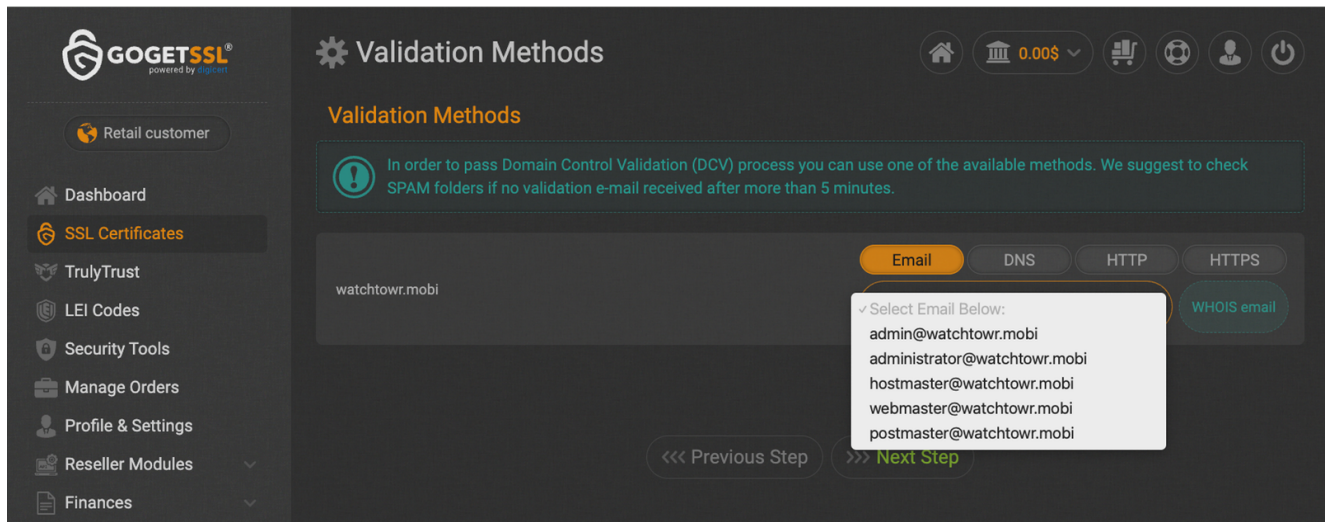 GOGETSSL®
powered by digicert
Validation Methods
0.00$
Retail customer
Dashboard
SSL Certificates
TrulyTrust
LEI Codes
Security Tools
Manage Orders
Profile & Settings
Reseller Modules
Finances
Validation Methods
In order to pass Domain Control Validation (DCV) process you can use one of the available methods. We suggest to check
SPAM folders if no validation e-mail received after more than 5 minutes.
Email DNS HTTP HTTPS
watchtowr.mobi
WHOIS email
✓Select Email Below:
admin@watchtowr.mobi
administrator@watchtowr.mobi
hostmaster@watchtowr.mobi
webmaster@watchtowr.mobi
postmaster@watchtowr.mobi
<<< Previous Step
>>> Next Step